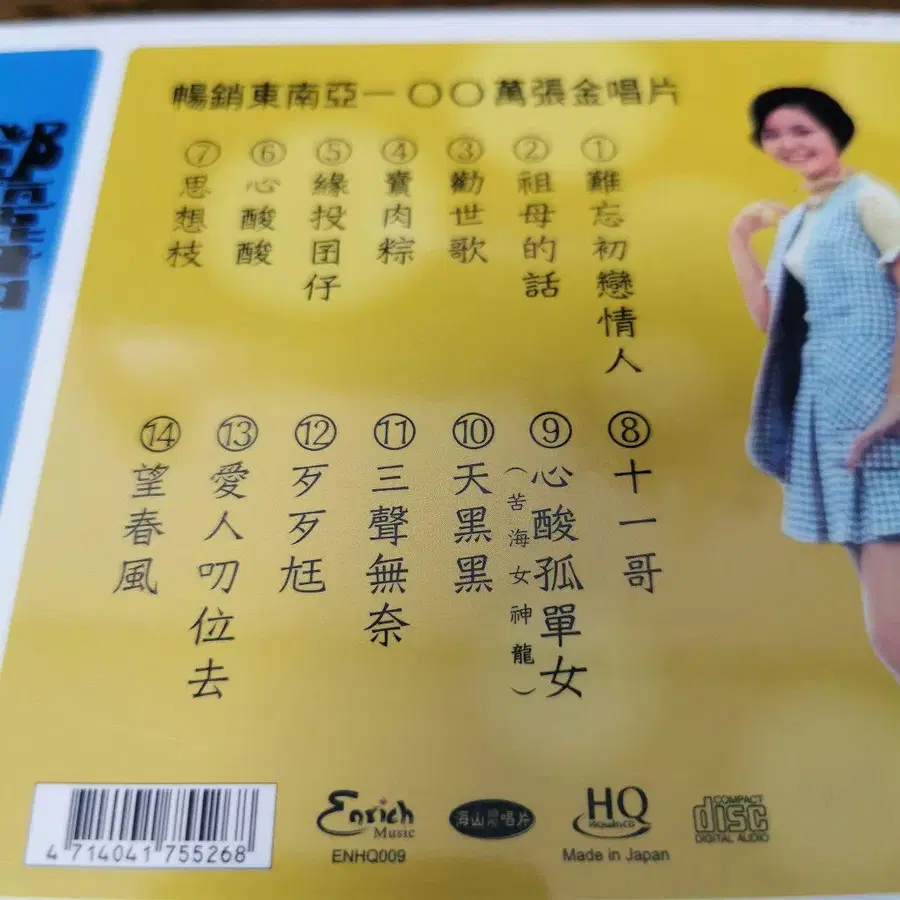 暢銷東南亞一〇〇萬張金唱片
①難忘初戀情人
②祖母的話
③勸世歌
④賣肉粽
⑤緣投囝仔
⑥心酸酸
⑦思想枝
⑧十一哥
⑨心酸孤單女
（苦海女神龍）
⑩天黑黑
⑪三聲無奈
⑫歹歹尫
⑬愛人叨位去
⑭望春風
4 714041 755268
Enrich
Music
ENHQ009
海山唱片
HQ
HiQualityCD
Made in Japan
COMPACT
disc
DIGITAL AUDIO